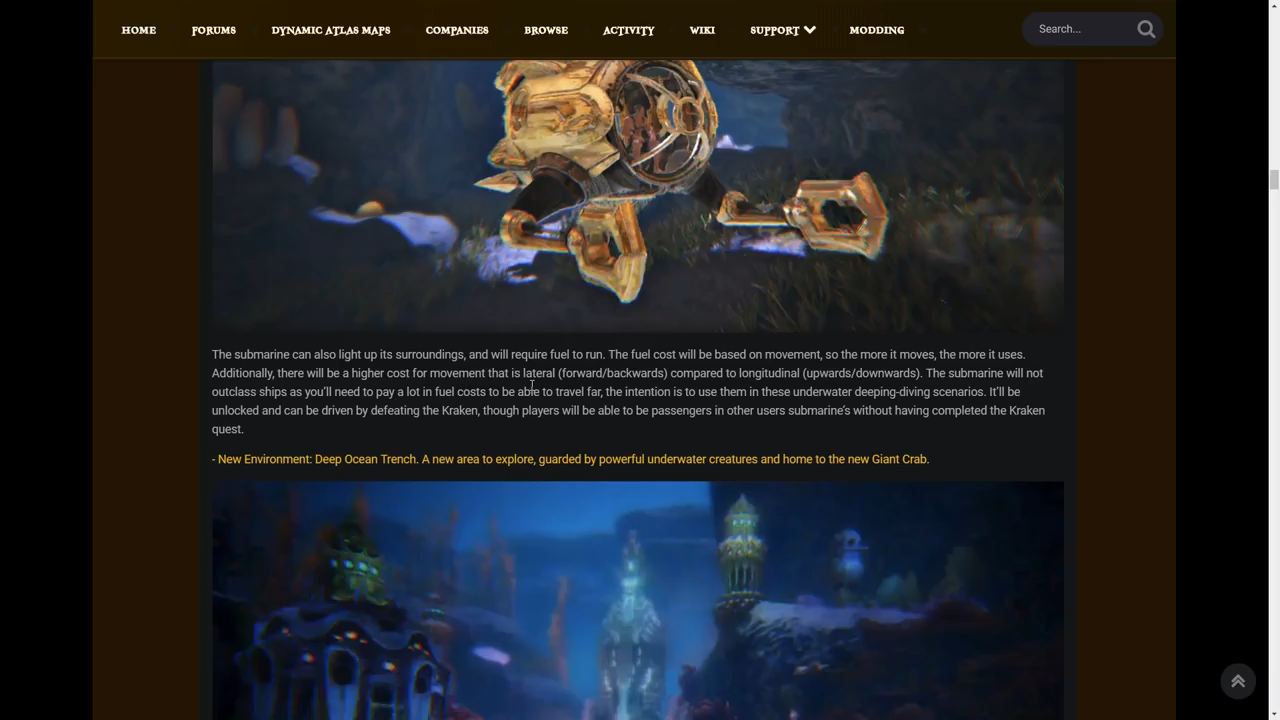 HOME FORUMS DYNAMIC ATLAS MAPS COMPANIES BROWSE ACTIVITY WIKI SUPPORT MODDING Search...
The submarine can also light up its surroundings, and will require fuel to run. The fuel cost will be based on movement, so the more it moves, the more it uses.
Additionally, there will be a higher cost for movement that is lateral (forward/backwards) compared to longitudinal (upwards/downwards). The submarine will not
outclass ships as you'll need to pay a lot in fuel costs to be able to travel far, the intention is to use them in these underwater deeping-diving scenarios. It'll be
unlocked and can be driven by defeating the Kraken, though players will be able to be passengers in other users submarine's without having completed the Kraken
quest.
- New Environment: Deep Ocean Trench. A new area to explore, guarded by powerful underwater creatures and home to the new Giant Crab.